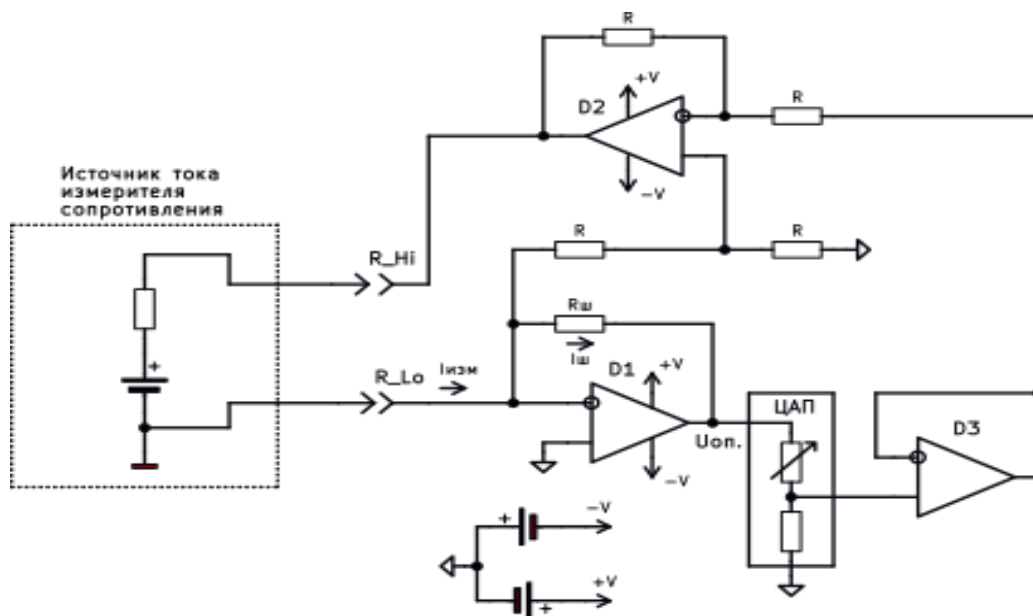 R
+V
D2
R
-V
Источник тока
измерителя
сопротивления
R_Hi
R
R
Rш
Iш
R_Lo
Iизм
D1
+V
ЦАП
D3
Uоп.
-V
+
+
-V
+V
+